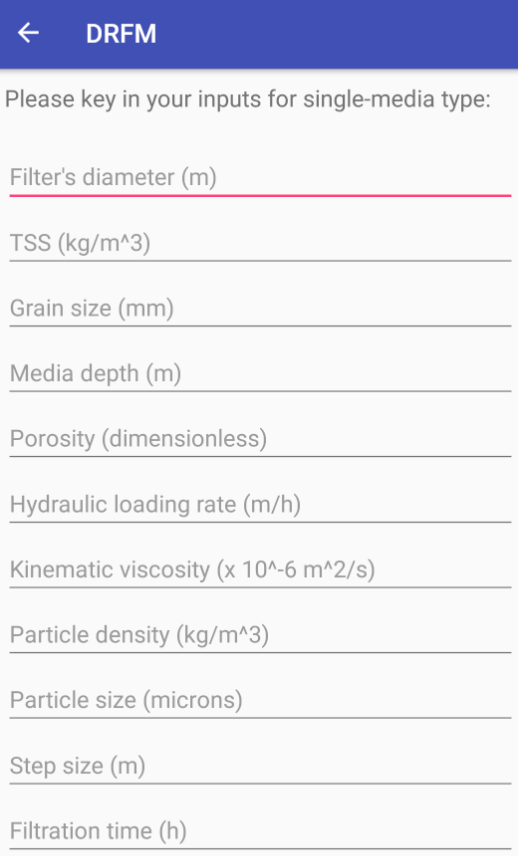 DRFM
Please key in your inputs for single-media type:
Filter's diameter (m)
TSS (kg/m^3)
Grain size (mm)
Media depth (m)
Porosity (dimensionless)
Hydraulic loading rate (m/h)
Kinematic viscosity (x 10^-6 m^2/s)
Particle density (kg/m^3)
Particle size (microns)
Step size (m)
Filtration time (h)